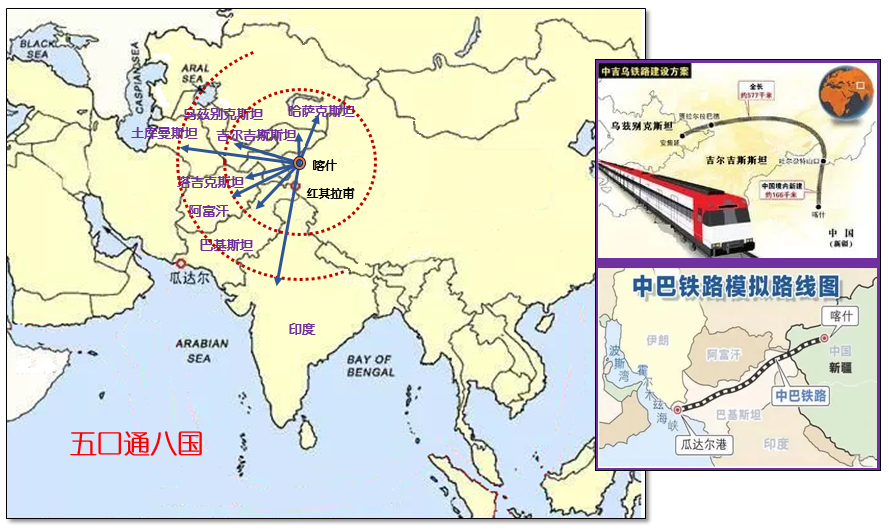 BLACK
SEA
CASPIAN SEA
ARAL
SEA
乌兹别克斯坦
哈萨克斯坦
土库曼斯坦
吉尔吉斯斯坦
喀什
塔吉克斯坦
红其拉甫
阿富汗
巴基斯坦
瓜达尔
印度
ARABIAN
SEA
BAY OF
BENGAL
五口通八国
中吉乌铁路建设方案
全长
约577千米
乌兹别克斯坦
安集延
吉尔吉斯斯坦
吐尔尕特山口
中国境内新建
约166千米
喀什
中 国
(新疆)
中巴铁路模拟路线图
喀什
伊朗
阿富汗
中国
新疆
波斯湾
霍尔木兹海峡
中巴铁路
巴基斯坦
瓜达尔港
印度